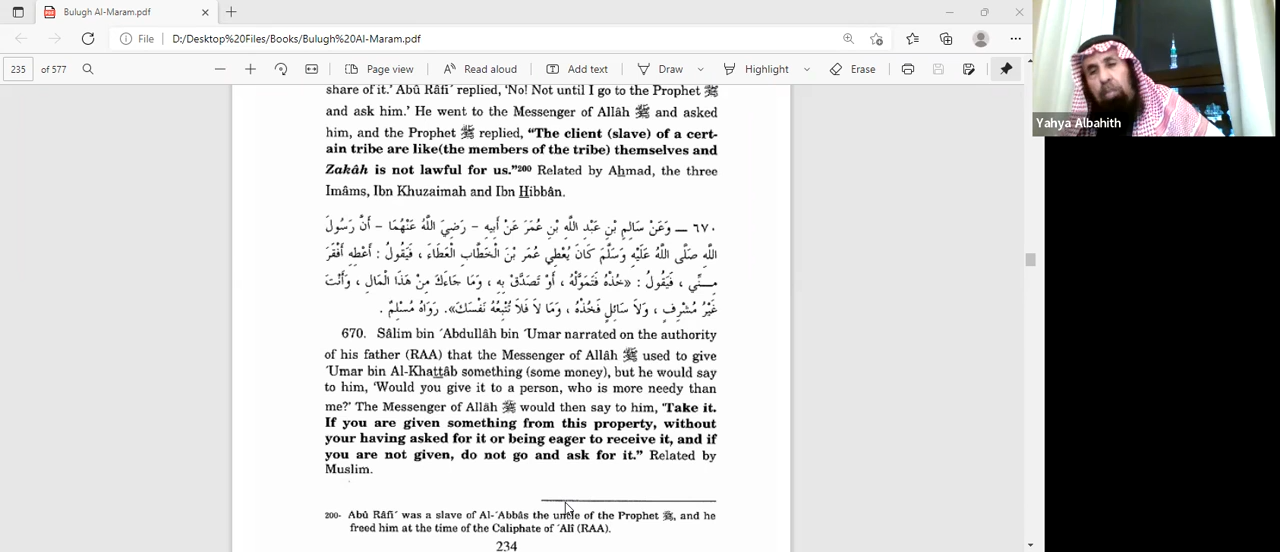 Bulugh Al-Maram.pdf
File D:/Desktop%20Files/Books/Bulugh%20Al-Maram.pdf
235 of 577 Page view Read aloud Add text Draw Highlight Erase
share of it.' Abû Râfi' replied, 'No! Not until I go to the Prophet ﷺ
and ask him.' He went to the Messenger of Allâh ﷺ and asked
him, and the Prophet ﷺ replied, "The client (slave) of a cert-
ain tribe are like(the members of the tribe) themselves and
Zakâh is not lawful for us."200 Related by Ahmad, the three
Imâms, Ibn Khuzaimah and Ibn Hibbân.
٦٧٠ ـ وَعَنْ سَالِمِ بْنِ عَبْدِ اللَّهِ بْنِ عُمَرَ عَنْ أَبِيهِ - رَضِيَ اللَّهُ عَنْهُمَا - أَنَّ رَسُولَ
اللَّهِ صَلَّى اللَّهُ عَلَيْهِ وَسَلَّمَ كَانَ يُعْطِي عُمَرَ بْنَ الْخَطَّابِ الْعَطَاءَ ، فَيَقُولُ : أَعْطِهِ أَفْقَرَ
مِنِّي ، فَيَقُولُ : «خُذْهُ فَتَمَوَّلْهُ ، أَوْ تَصَدَّقْ بِهِ ، وَمَا جَاءَكَ مِنْ هَذَا الْمَالِ ، وَأَنْتَ
غَيْرُ مُشْرِفٍ ، وَلَا سَائِلٍ فَخُذْهُ ، وَمَا لَا فَلَا تُتْبِعْهُ نَفْسَكَ». رَوَاهُ مُسْلِمٌ .
670. Sâlim bin 'Abdullâh bin 'Umar narrated on the authority
of his father (RAA) that the Messenger of Allâh ﷺ used to give
'Umar bin Al-Khattâb something (some money), but he would say
to him, 'Would you give it to a person, who is more needy than
me?' The Messenger of Allâh ﷺ would then say to him, 'Take it.
If you are given something from this property, without
your having asked for it or being eager to receive it, and if
you are not given, do not go and ask for it." Related by
Muslim.
200- Abû Râfi' was a slave of Al-'Abbâs the uncle of the Prophet ﷺ, and he
freed him at the time of the Caliphate of 'Alî (RAA).
234
Yahya Albahith